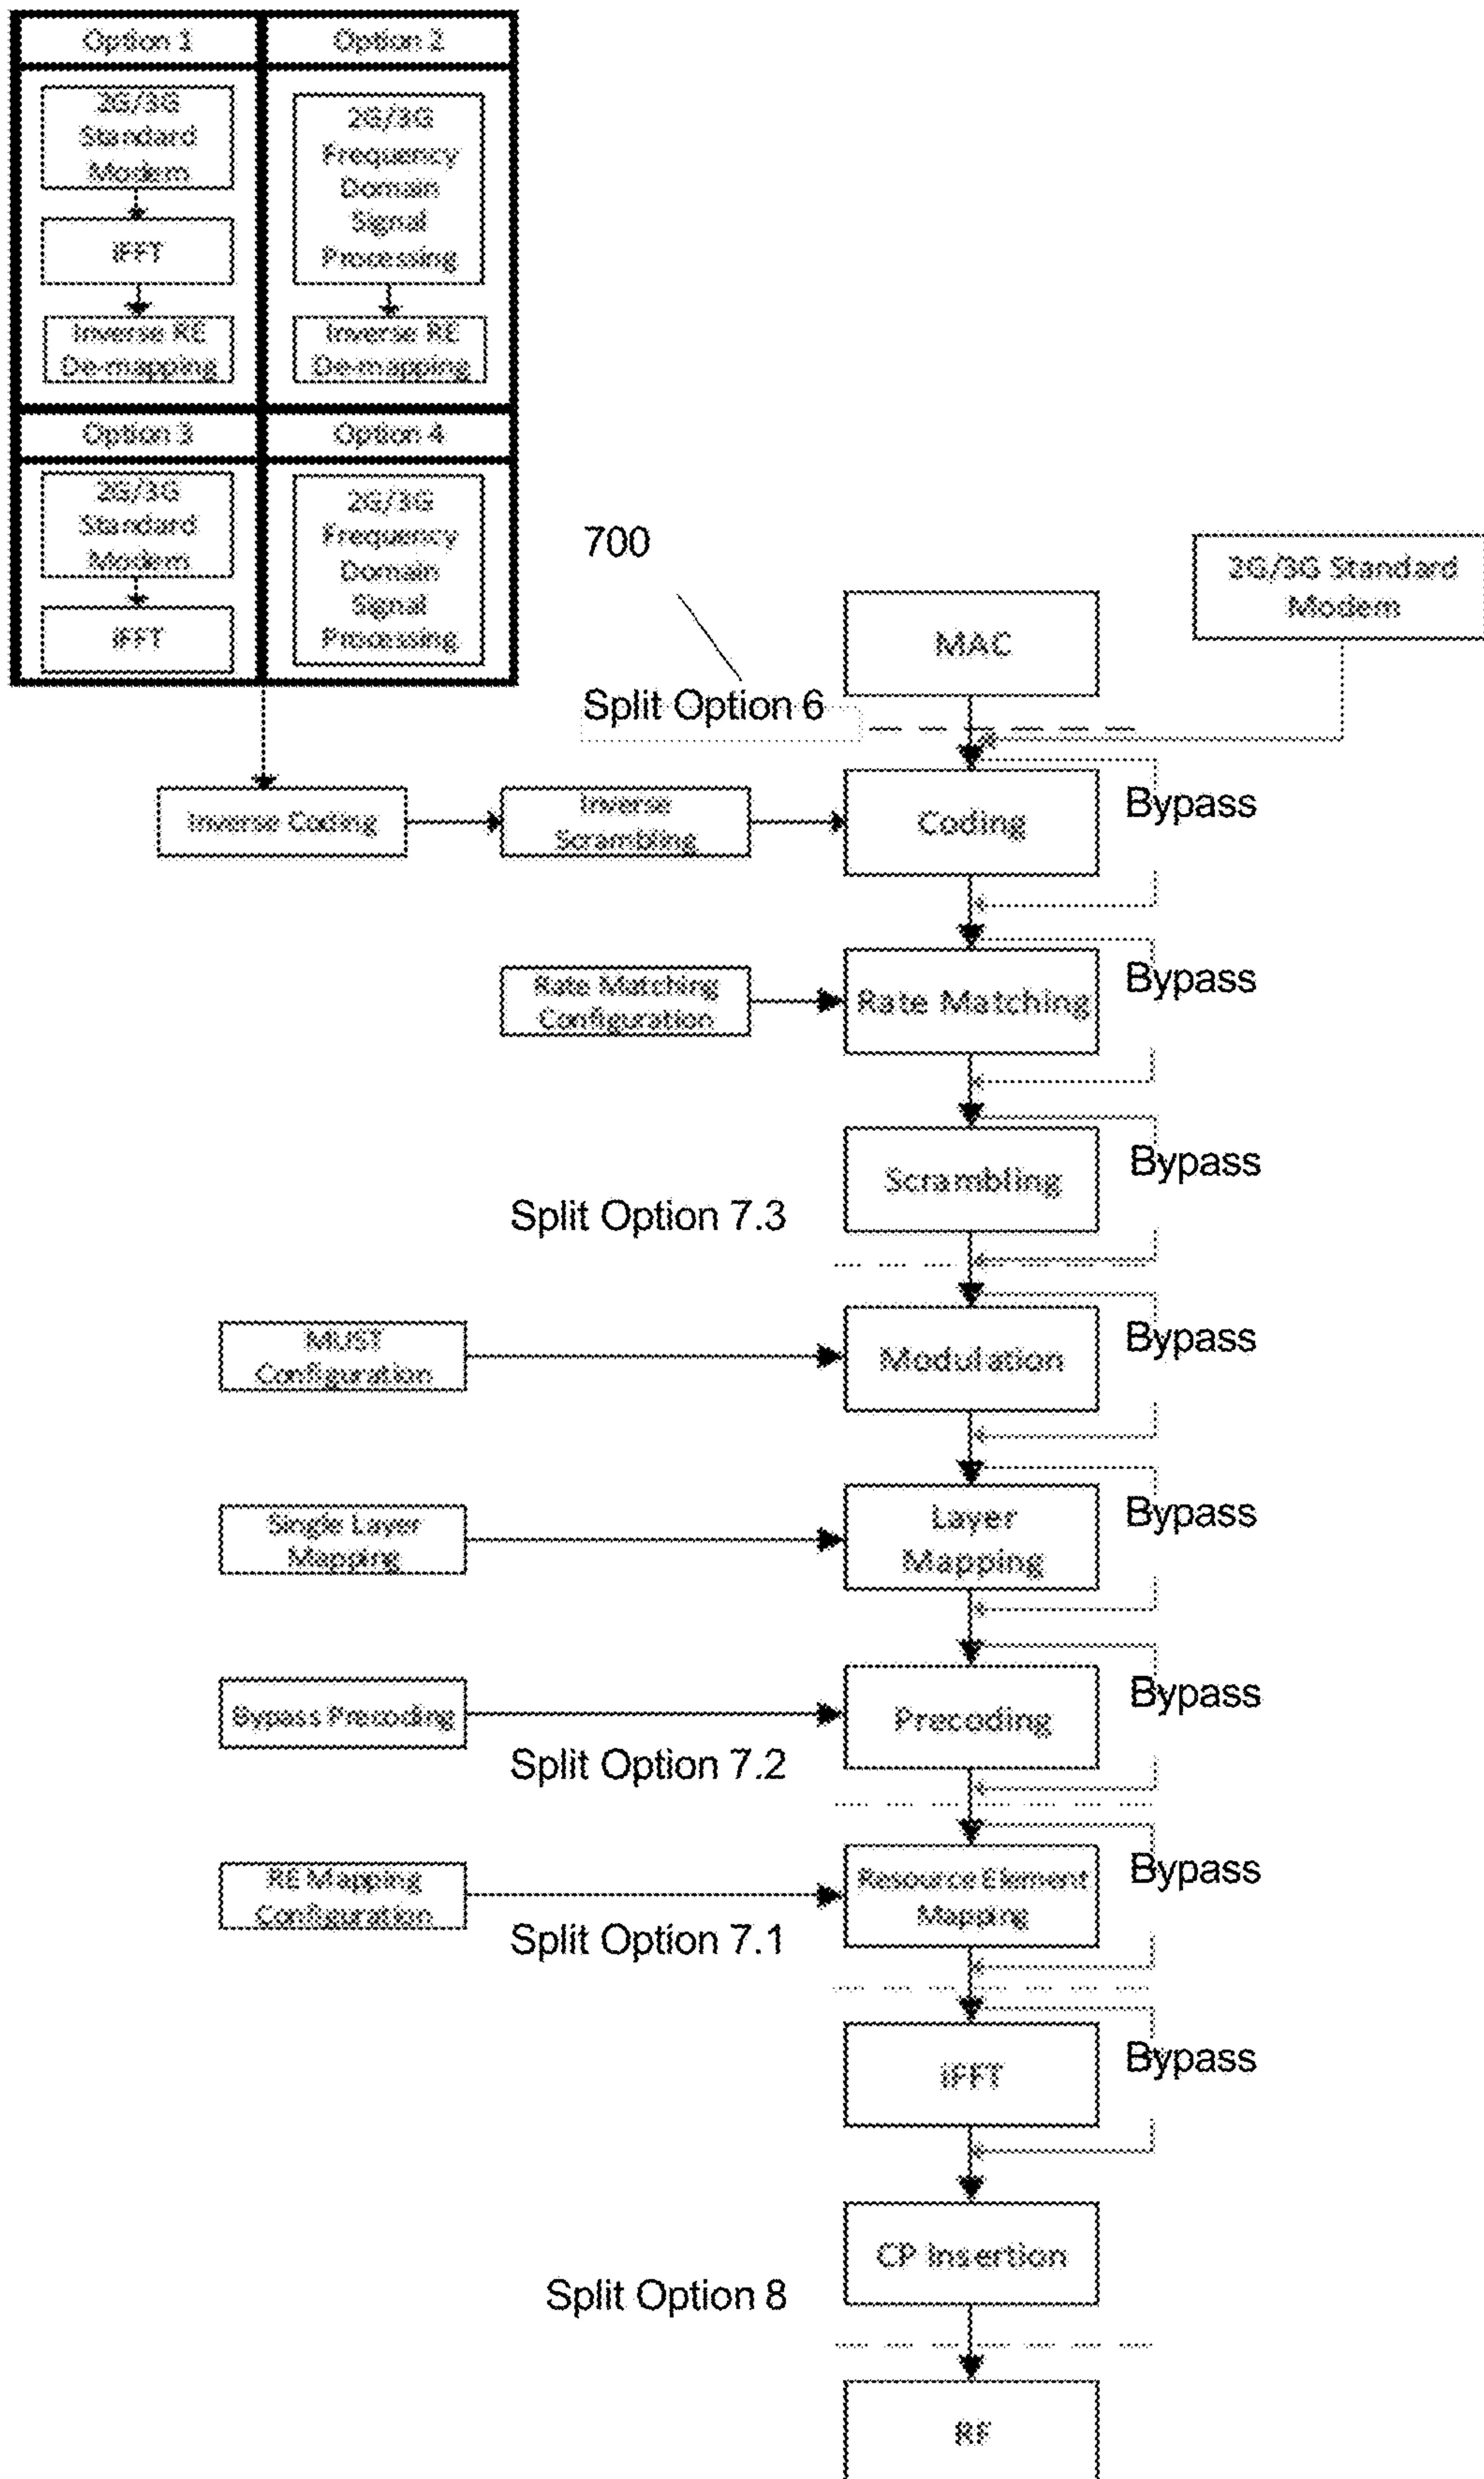 Option 1
Option 2
2G/3G
Standard
Modem
IFFT
Inverse RE
De-mapping
2G/3G
Frequency
Domain
Signal
Processing
Inverse RE
De-mapping
Option 3
Option 4
2G/3G
Standard
Modem
IFFT
2G/3G
Frequency
Domain
Signal
Processing
700
Split Option 6
MAC
2G/3G Standard
Modem
Inverse Coding
Inverse
Scrambling
Coding
Bypass
Rate Matching
Configuration
Rate Matching
Bypass
Scrambling
Bypass
Split Option 7.3
MUST
Configuration
Modulation
Bypass
Single Layer
Mapping
Layer
Mapping
Bypass
Bypass Precoding
Precoding
Bypass
Split Option 7.2
RE Mapping
Configuration
Resource Element
Mapping
Bypass
Split Option 7.1
IFFT
Bypass
CP Insertion
Split Option 8
RF